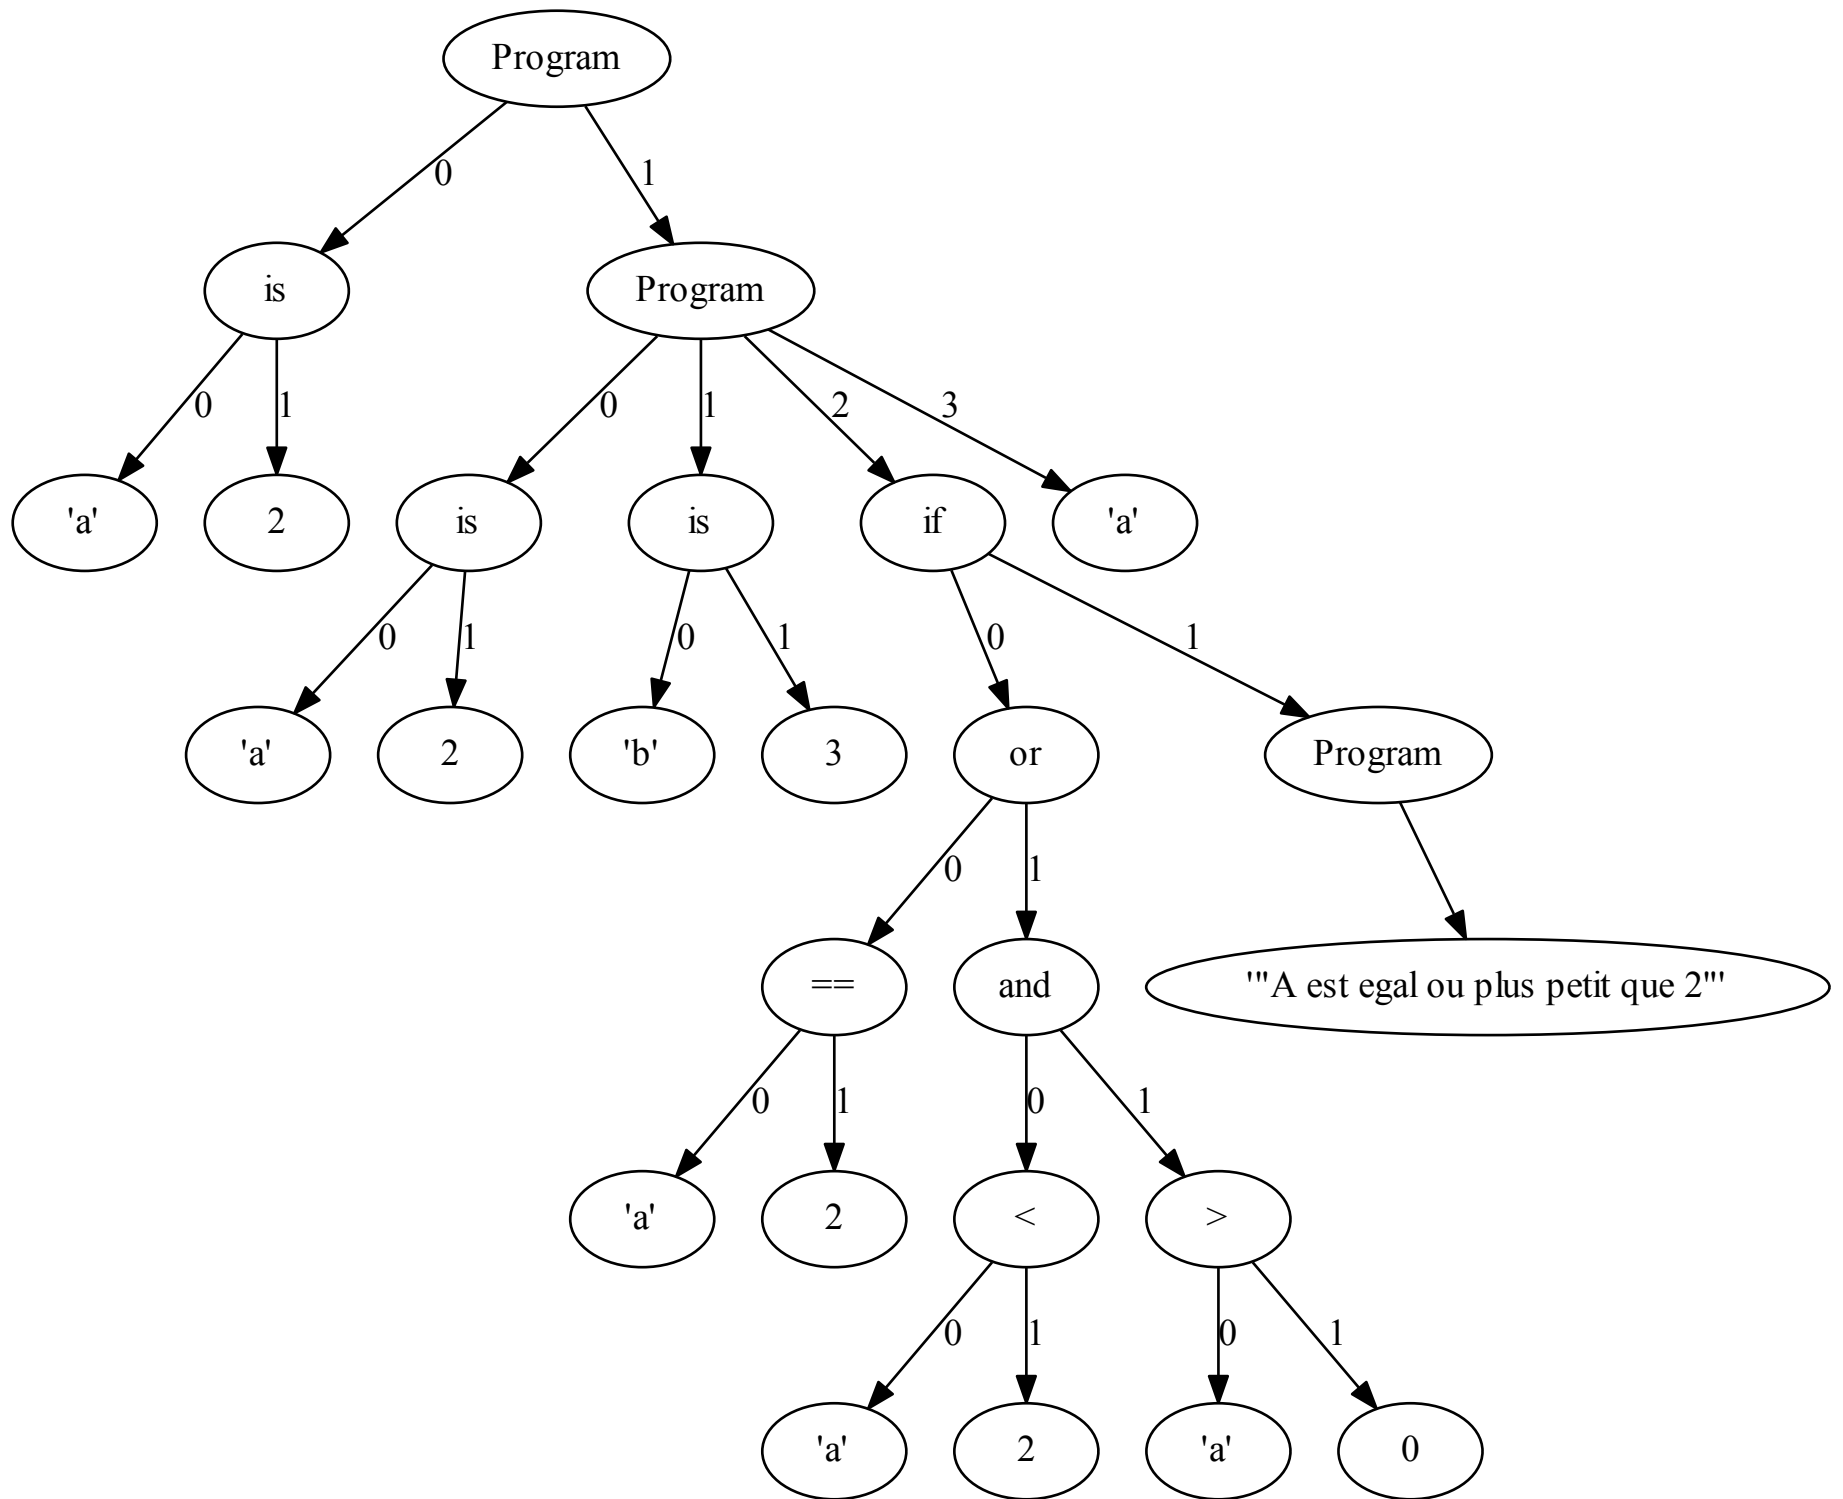 Program
0 1
is Program
0 1 0 1 2 3
'a' 2 is is if 'a'
0 1 0 1 0 1
'a' 2 'b' 3 or Program
0 1
== and '"A est egal ou plus petit que 2"'
0 1 0 1
'a' 2 < >
0 1 0 1
'a' 2 'a' 0